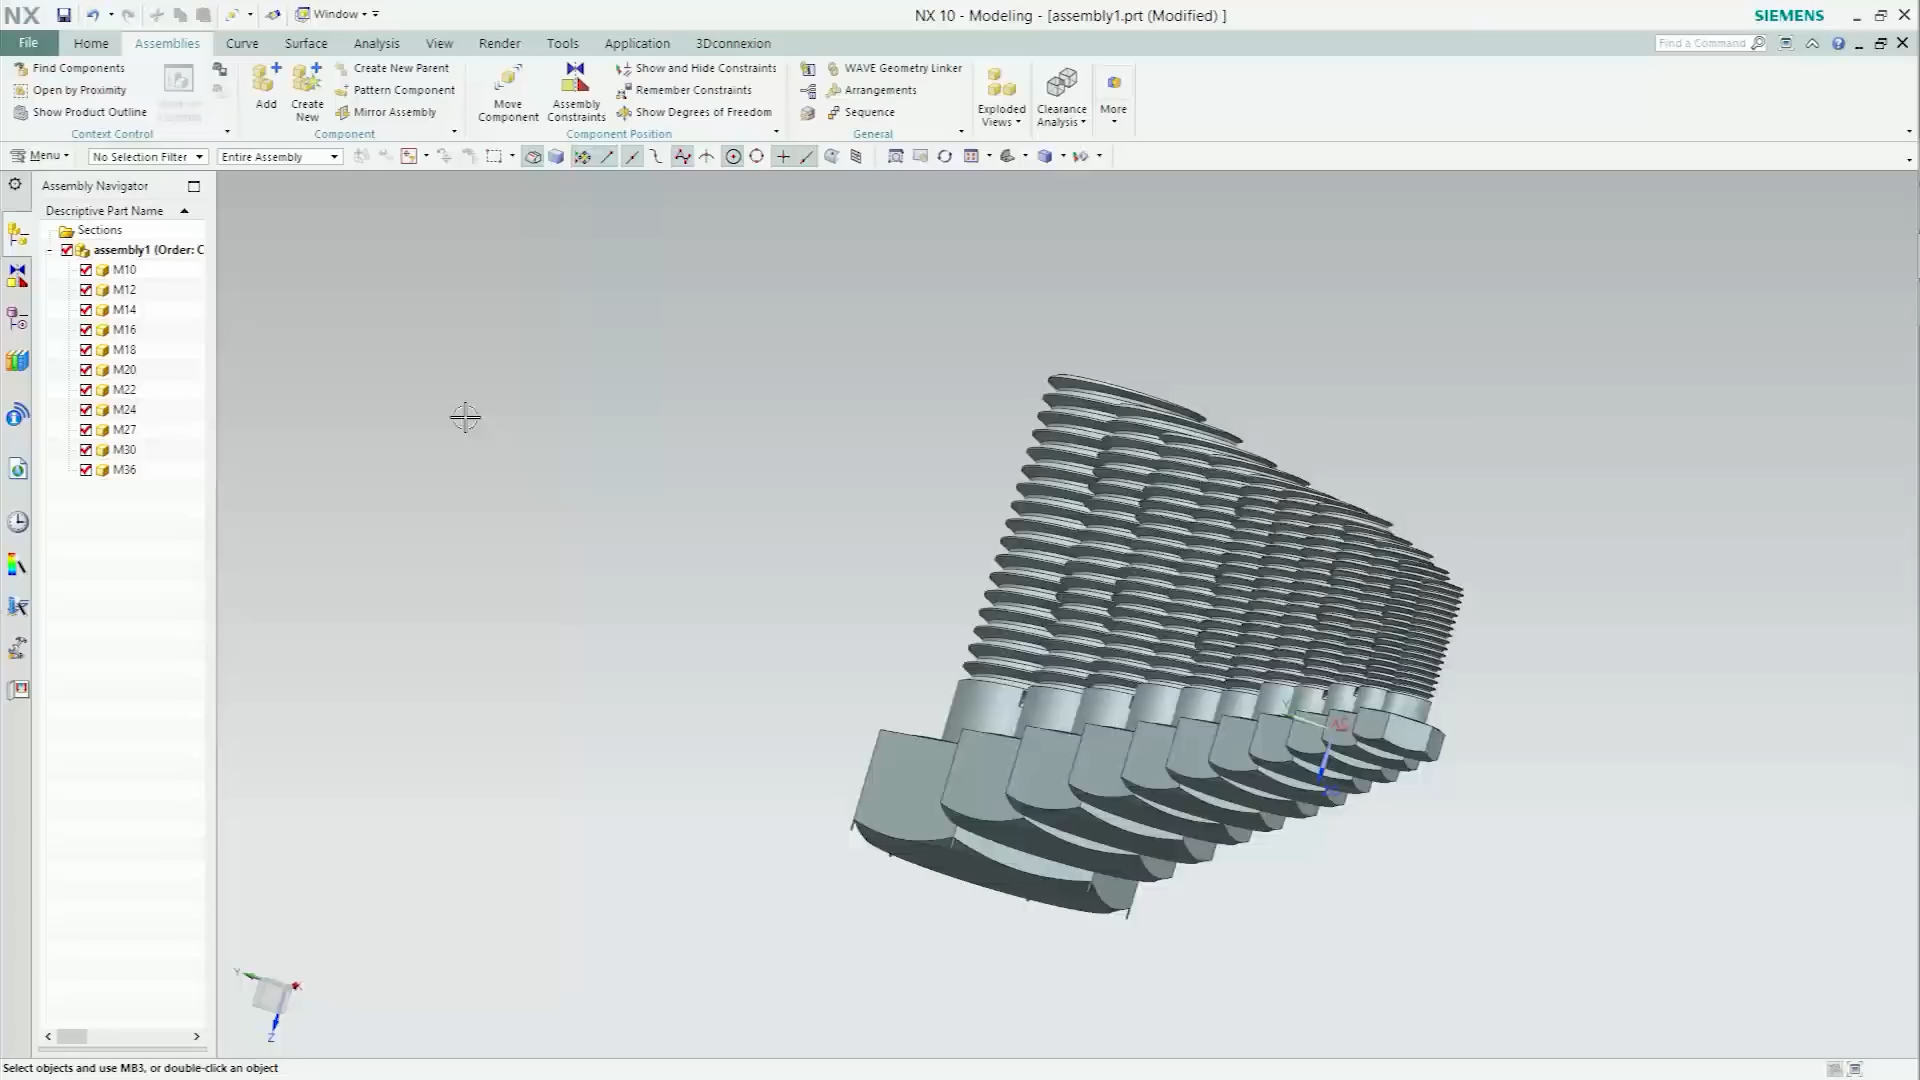 NX
Window
NX 10 - Modeling - [assembly1.prt (Modified) ]
SIEMENS
File
Home
Assemblies
Curve
Surface
Analysis
View
Render
Tools
Application
3Dconnexion
Find a Command
Find Components
Open by Proximity
Show Product Outline
Context Control
Add
Create New
Create New Parent
Pattern Component
Mirror Assembly
Component
Move Component
Assembly Constraints
Show and Hide Constraints
Remember Constraints
Show Degrees of Freedom
Component Position
WAVE Geometry Linker
Arrangements
Sequence
General
Exploded Views
Clearance Analysis
More
Menu
No Selection Filter
Entire Assembly
Assembly Navigator
Descriptive Part Name
Sections
assembly1 (Order: C
M10
M12
M14
M16
M18
M20
M22
M24
M27
M30
M36
Y
X
Z
Select objects and use MB3, or double-click an object